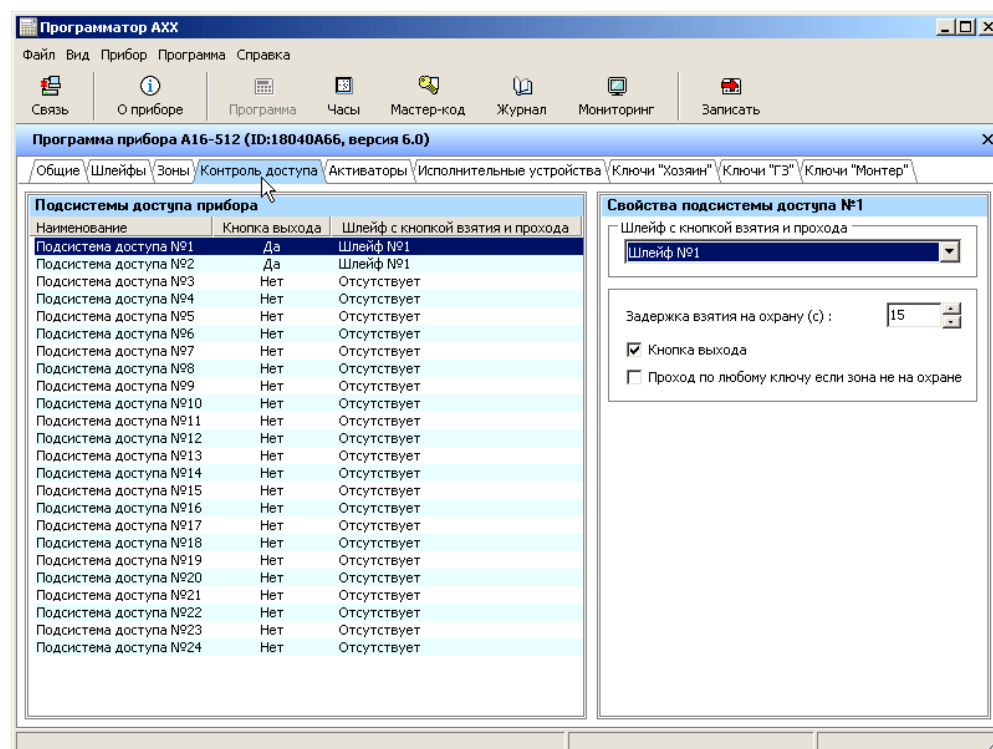 Программатор AXX
Файл Вид Прибор Программа Справка
Связь О приборе Программа Часы Мастер-код Журнал Мониторинг Записать
Программа прибора A16-512 (ID:18040A66, версия 6.0)
Общие Шлейфы Зоны Контроль доступа Активаторы Исполнительные устройства Ключи "Хозяин" Ключи "ГЗ" Ключи "Монтер"
Подсистемы доступа прибора
Наименование Кнопка выхода Шлейф с кнопкой взятия и прохода
Подсистема доступа №1 Да Шлейф №1
Подсистема доступа №2 Да Шлейф №1
Подсистема доступа №3 Нет Отсутствует
Подсистема доступа №4 Нет Отсутствует
Подсистема доступа №5 Нет Отсутствует
Подсистема доступа №6 Нет Отсутствует
Подсистема доступа №7 Нет Отсутствует
Подсистема доступа №8 Нет Отсутствует
Подсистема доступа №9 Нет Отсутствует
Подсистема доступа №10 Нет Отсутствует
Подсистема доступа №11 Нет Отсутствует
Подсистема доступа №12 Нет Отсутствует
Подсистема доступа №13 Нет Отсутствует
Подсистема доступа №14 Нет Отсутствует
Подсистема доступа №15 Нет Отсутствует
Подсистема доступа №16 Нет Отсутствует
Подсистема доступа №17 Нет Отсутствует
Подсистема доступа №18 Нет Отсутствует
Подсистема доступа №19 Нет Отсутствует
Подсистема доступа №20 Нет Отсутствует
Подсистема доступа №21 Нет Отсутствует
Подсистема доступа №22 Нет Отсутствует
Подсистема доступа №23 Нет Отсутствует
Подсистема доступа №24 Нет Отсутствует
Свойства подсистемы доступа №1
Шлейф с кнопкой взятия и прохода
Шлейф №1
Задержка взятия на охрану (с) : 15
Кнопка выхода
Проход по любому ключу если зона не на охране